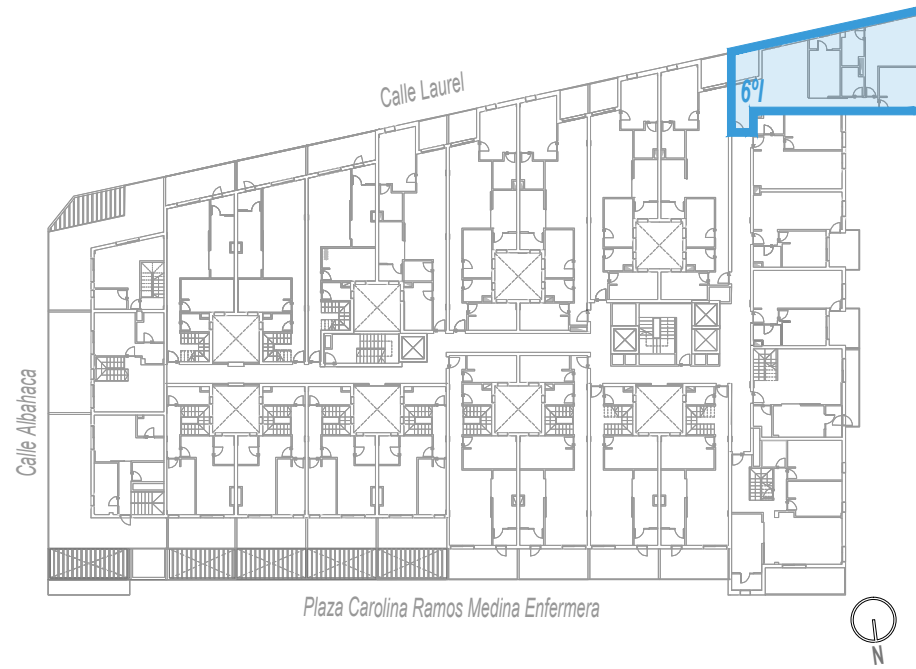 Calle Laurel
6ºI
Calle Albahaca
Plaza Carolina Ramos Medina Enfermera
N